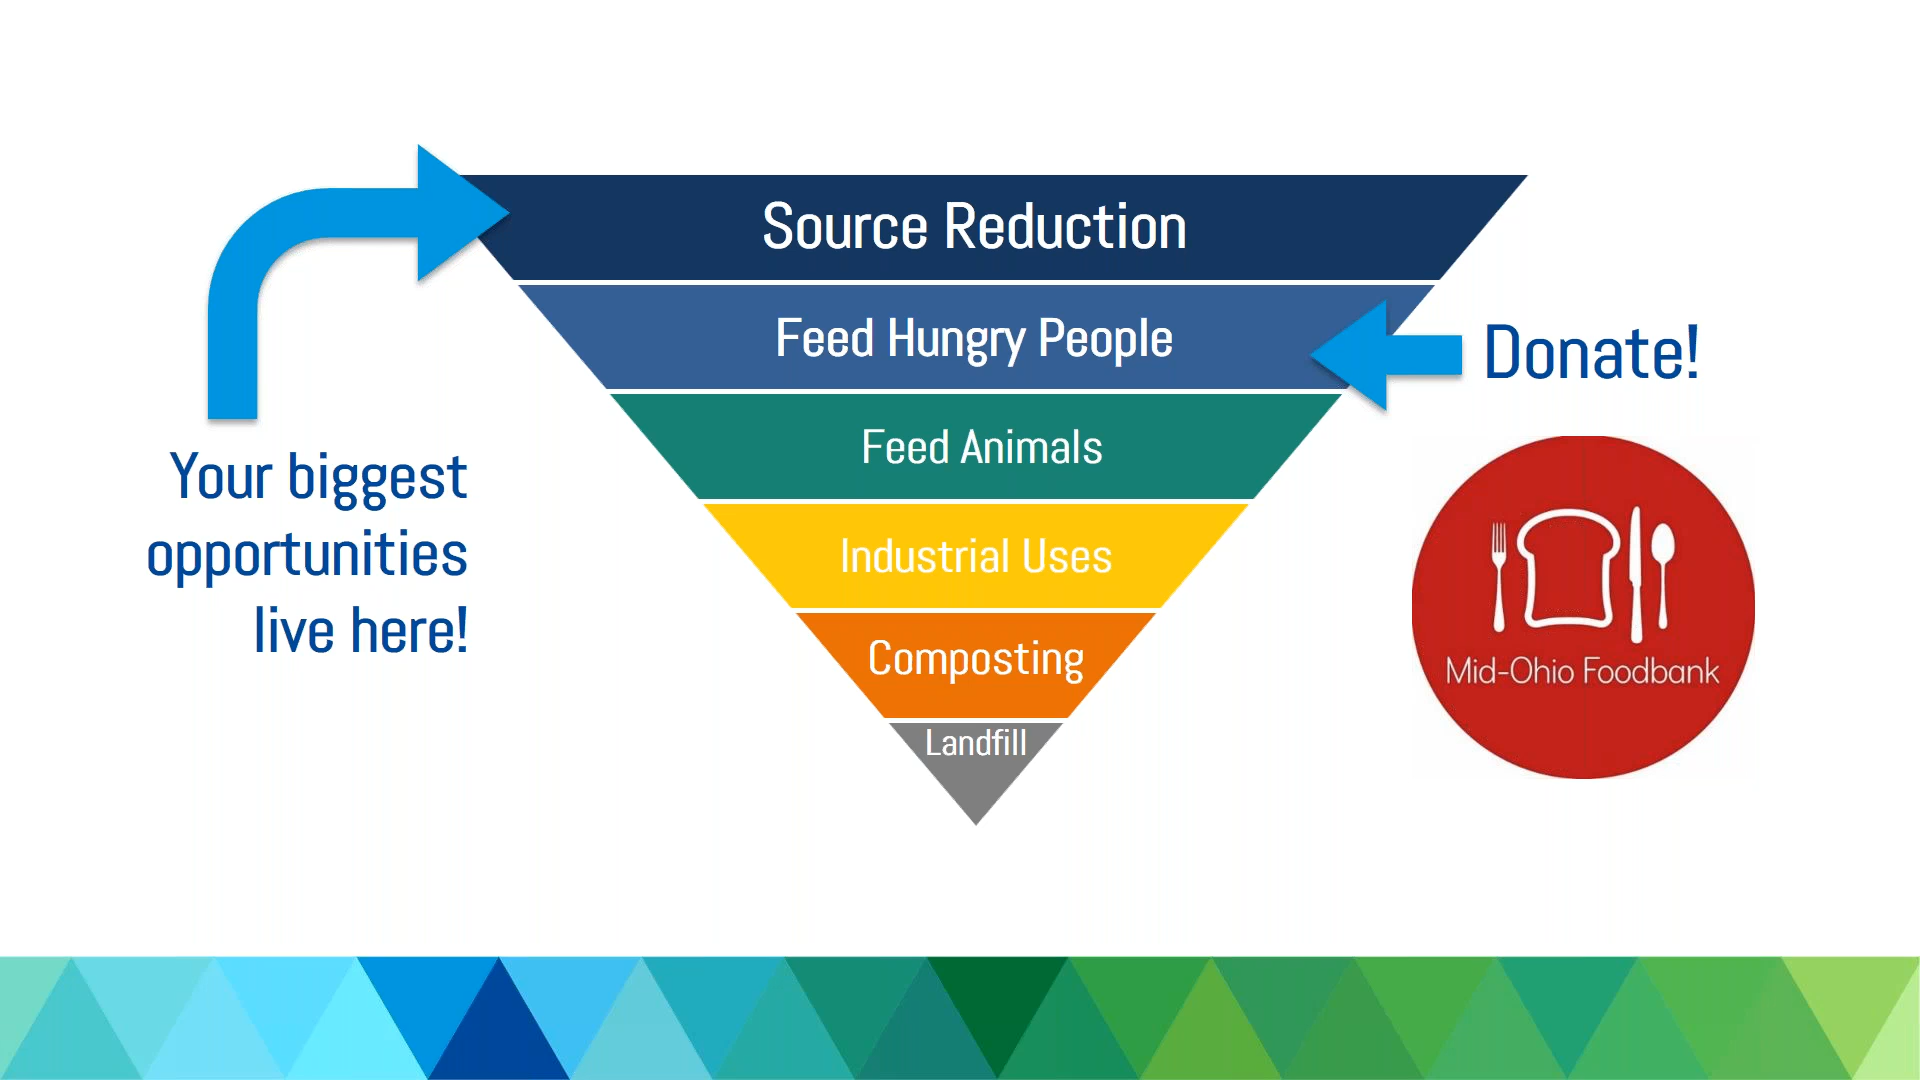 Source Reduction
Feed Hungry People
Donate!
Feed Animals
Your biggest
opportunities
live here!
Industrial Uses
Composting
Mid-Ohio Foodbank
Landfill